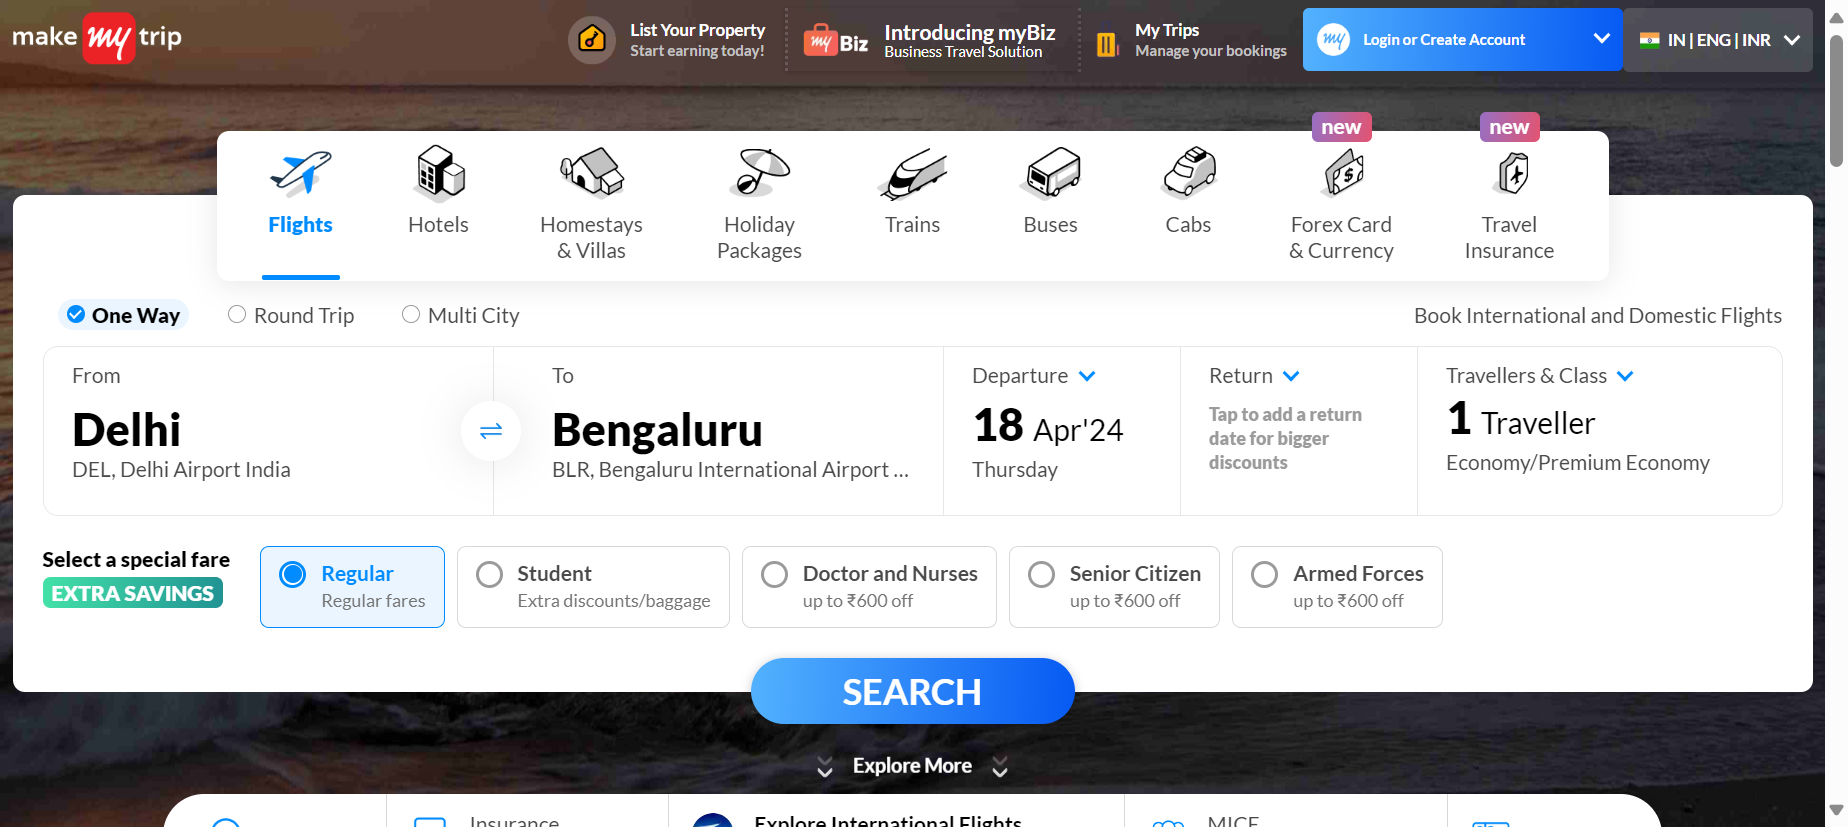 make my trip
List Your Property
Start earning today!
my Biz
Introducing myBiz
Business Travel Solution
My Trips
Manage your bookings
my Login or Create Account
IN | ENG | INR
new
new
Flights
Hotels
Homestays
& Villas
Holiday
Packages
Trains
Buses
Cabs
Forex Card
& Currency
Travel
Insurance
One Way
Round Trip
Multi City
Book International and Domestic Flights
From
Delhi
DEL, Delhi Airport India
To
Bengaluru
BLR, Bengaluru International Airport ...
Departure
18 Apr'24
Thursday
Return
Tap to add a return
date for bigger
discounts
Travellers & Class
1 Traveller
Economy/Premium Economy
Select a special fare
EXTRA SAVINGS
Regular
Regular fares
Student
Extra discounts/baggage
Doctor and Nurses
up to ₹600 off
Senior Citizen
up to ₹600 off
Armed Forces
up to ₹600 off
SEARCH
Explore More
Insurance
Explore International Flights
MICE